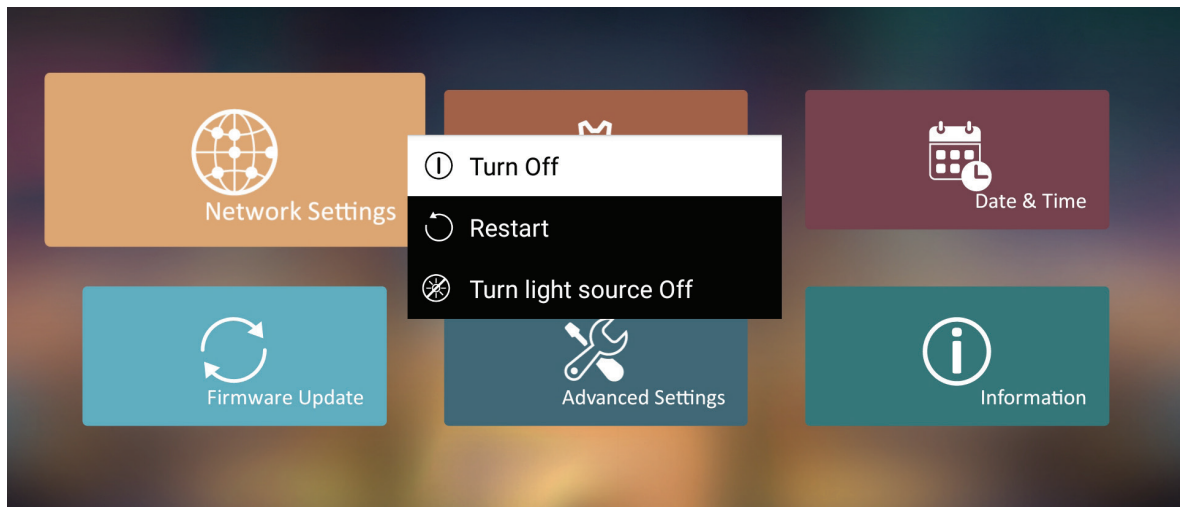 Network Settings
Date & Time
Turn Off
Restart
Turn light source Off
Firmware Update
Advanced Settings
Information